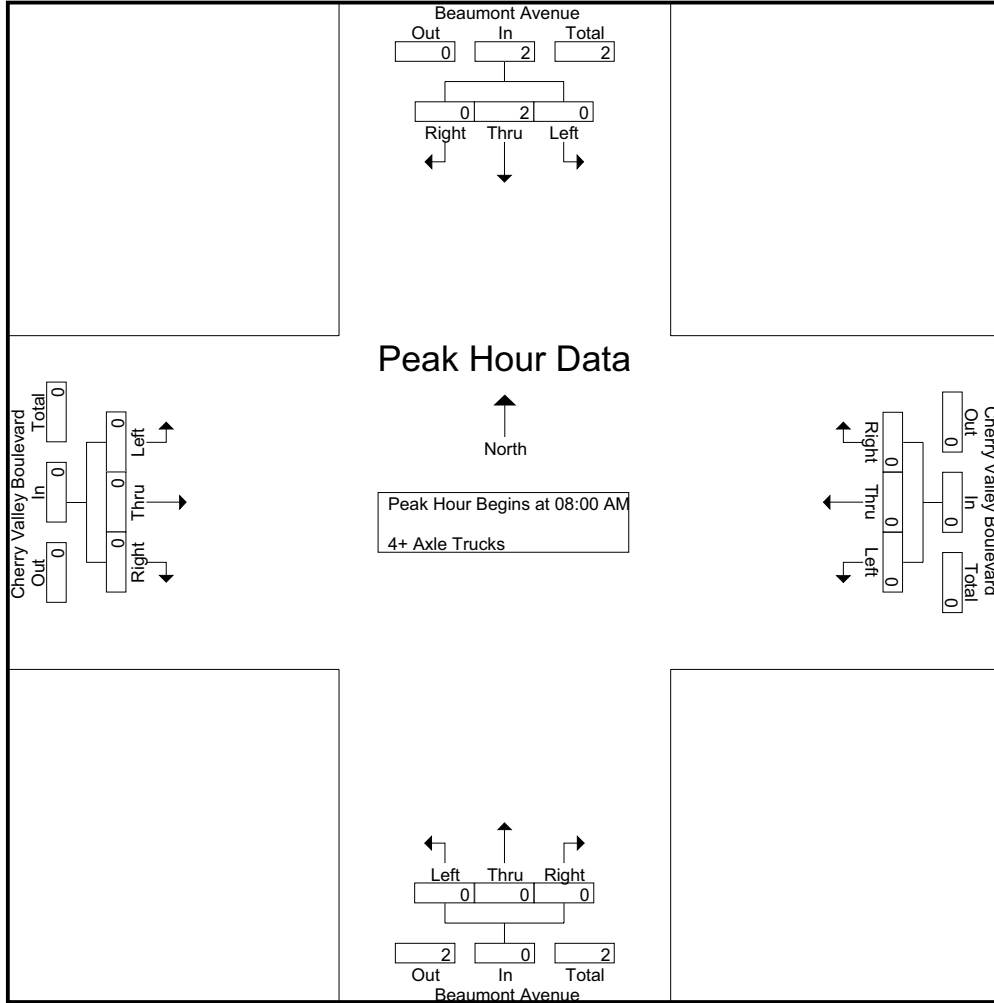 Beaumont Avenue
Out In Total
0 2 2
0 2 0
Right Thru Left
Peak Hour Data
North
Peak Hour Begins at 08:00 AM
4+ Axle Trucks
Cherry Valley Boulevard
Total In Out
0 0 0
0 0 0
Left Thru Right
Cherry Valley Boulevard
Out In Total
0 0 0
0 0 0
Right Thru Left
Left Thru Right
0 0 0
2 0 2
Out In Total
Beaumont Avenue